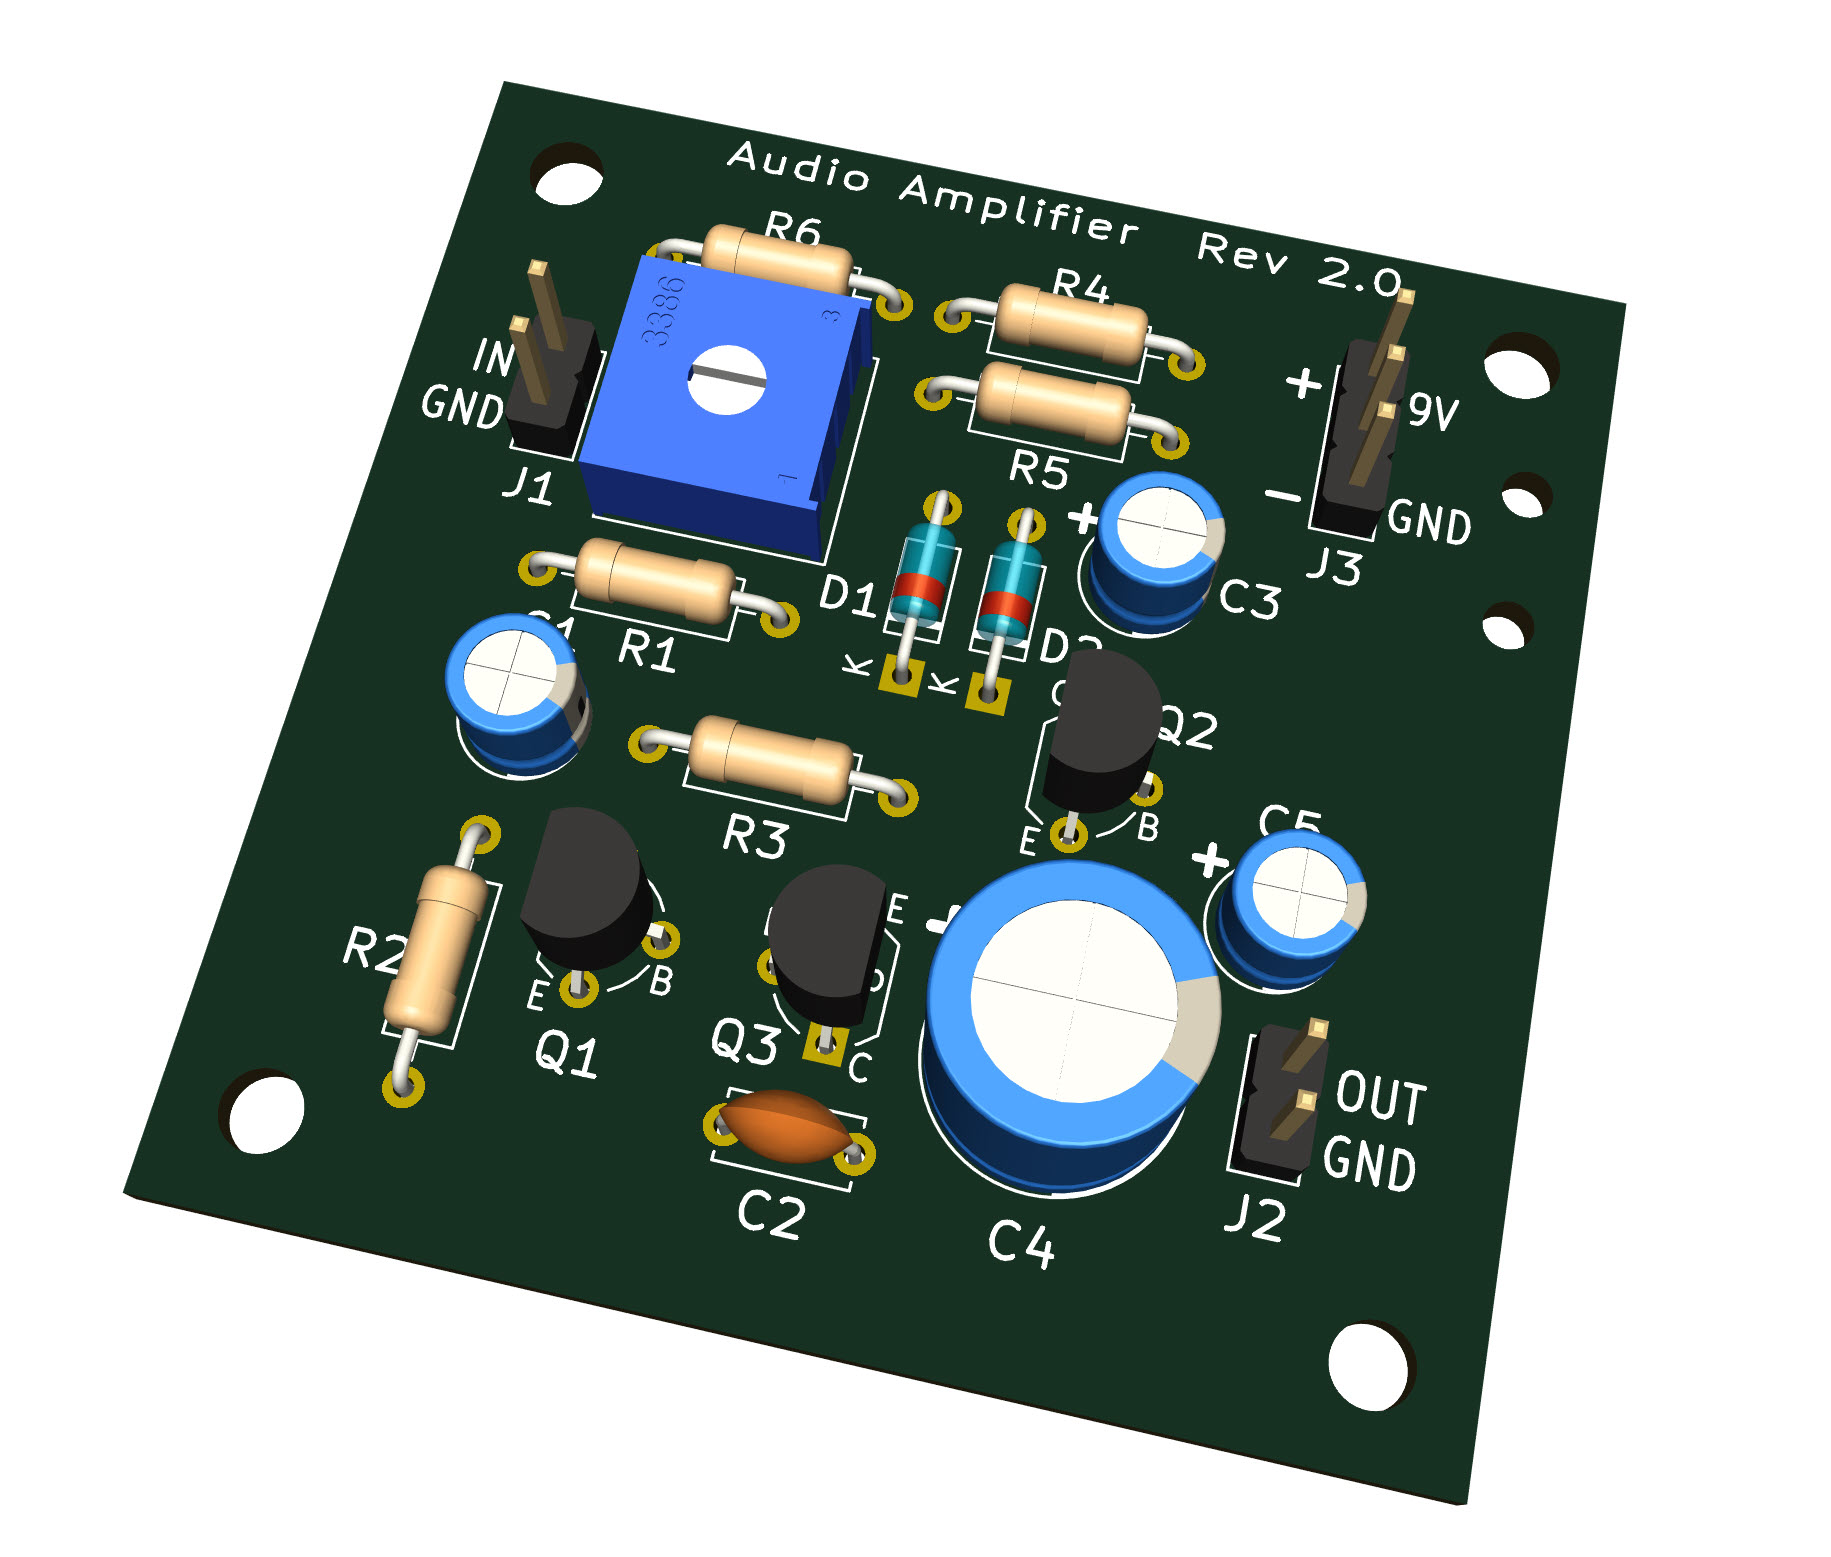 Audio Amplifier Rev 2.0
R6
R4
3386
3
IN
GND
J1
1
+
9V
R5
-
GND
J3
+
C3
D1
R1
K
K
Q2
R3
E
B
+
R2
E
B
Q1
E
Q3
C
C2
+
C4
OUT
GND
J2